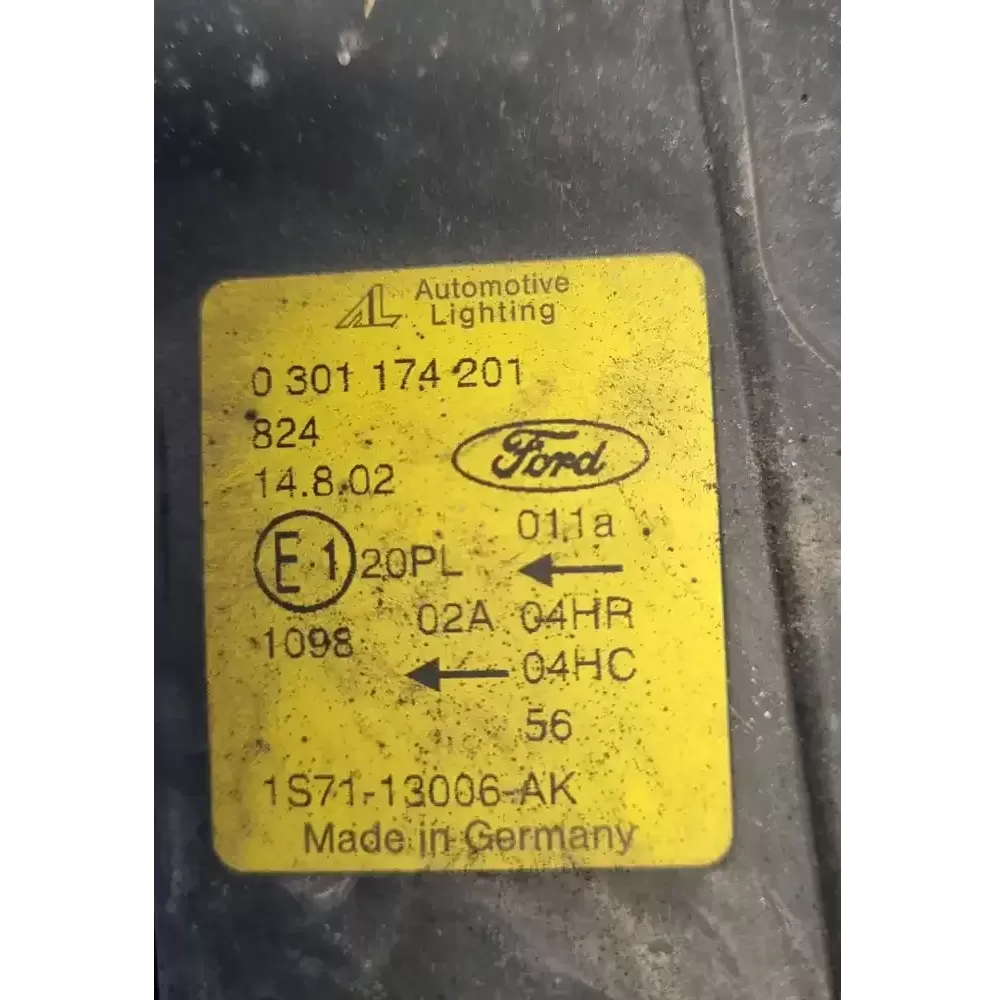 AL Automotive
Lighting
0 301 174 201
824
Ford
14.8.02
011a
E1 20PL
02A 04HR
1098
04HC
56
1S71-13006-AK
Made in Germany